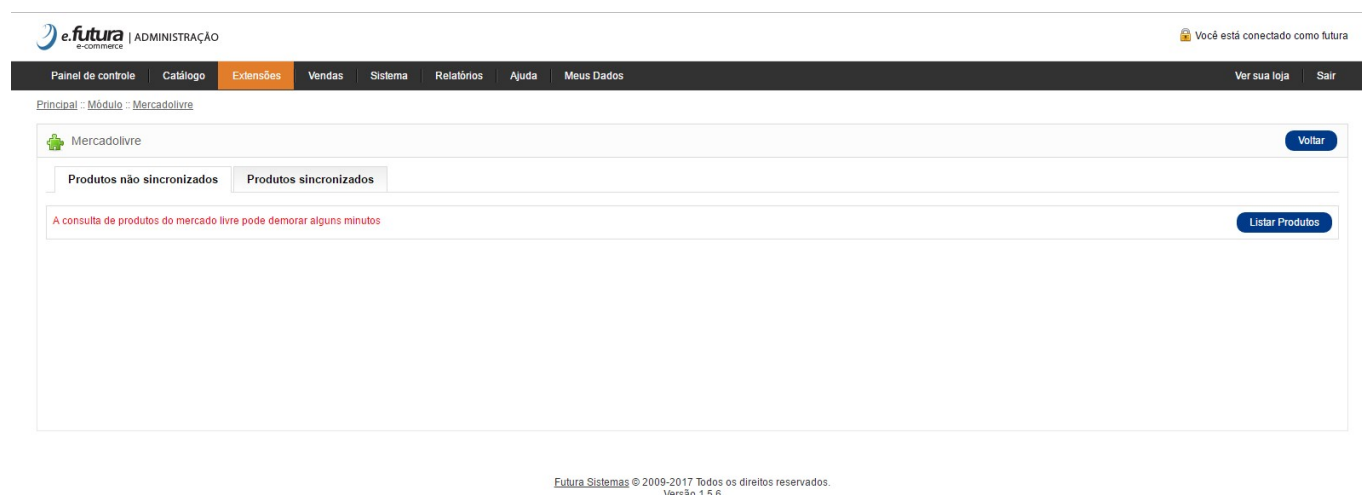 e.futura | ADMINISTRAÇÃO
e-commerce
Você está conectado como futura
Painel de controle Catálogo Extensões Vendas Sistema Relatórios Ajuda Meus Dados Ver sua loja Sair
Principal :: Módulo :: Mercadolivre
Mercadolivre Voltar
Produtos não sincronizados Produtos sincronizados
A consulta de produtos do mercado livre pode demorar alguns minutos Listar Produtos
Futura Sistemas © 2009-2017 Todos os direitos reservados.
Versão 1.5.6